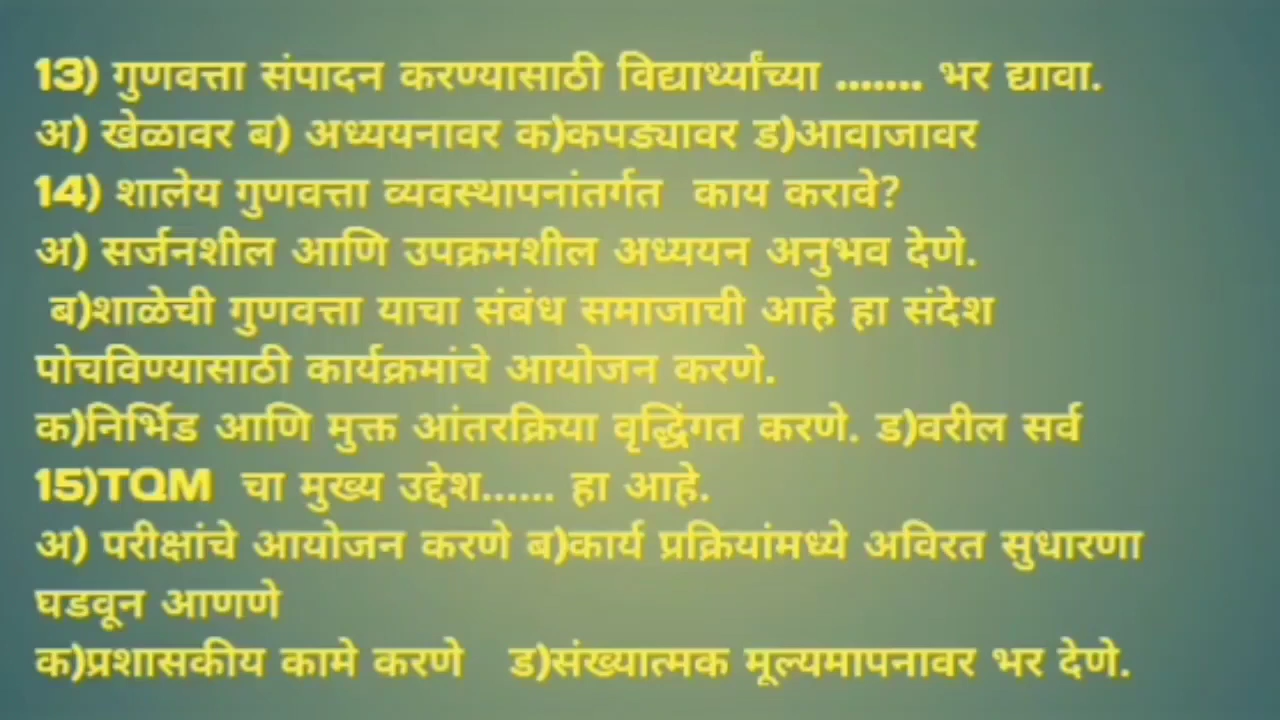 13) गुणवत्ता संपादन करण्यासाठी विद्यार्थ्यांच्या ....... भर द्यावा.
अ) खेळावर ब) अध्ययनावर क)कपड्यावर ड)आवाजावर
14) शालेय गुणवत्ता व्यवस्थापनांतर्गत काय करावे?
अ) सर्जनशील आणि उपक्रमशील अध्ययन अनुभव देणे.
ब)शाळेची गुणवत्ता याचा संबंध समाजाची आहे हा संदेश
पोचविण्यासाठी कार्यक्रमांचे आयोजन करणे.
क)निर्भिड आणि मुक्त आंतरक्रिया वृद्धिंगत करणे. ड)वरील सर्व
15)TQM चा मुख्य उद्देश...... हा आहे.
अ) परीक्षांचे आयोजन करणे ब)कार्य प्रक्रियांमध्ये अविरत सुधारणा
घडवून आणणे
क)प्रशासकीय कामे करणे ड)संख्यात्मक मूल्यमापनावर भर देणे.